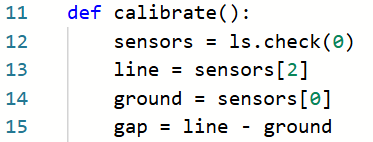 11 def calibrate():
12     sensors = ls.check(0)
13     line = sensors[2]
14     ground = sensors[0]
15     gap = line - ground